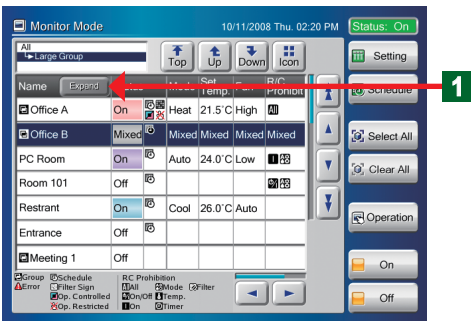 Monitor Mode 10/11/2008 Thu. 02:20 PM Status: On
All
Large Group
Top Up Down Icon
Setting
Name Expand Mode Set Temp. R/C Prohibit
Schedule
1
Office A On Heat 21.5°C High All
Office B Mixed Mixed Mixed Mixed Mixed
Select All
PC Room On Auto 24.0°C Low
Clear All
Room 101 Off
Restrant On Cool 26.0°C Auto
Operation
Entrance Off
Meeting 1 Off
On
Group Schedule RC Prohibition
Error Filter Sign All Mode Filter
Op. Controlled On/Off Temp.
Op. Restricted On Timer
Off